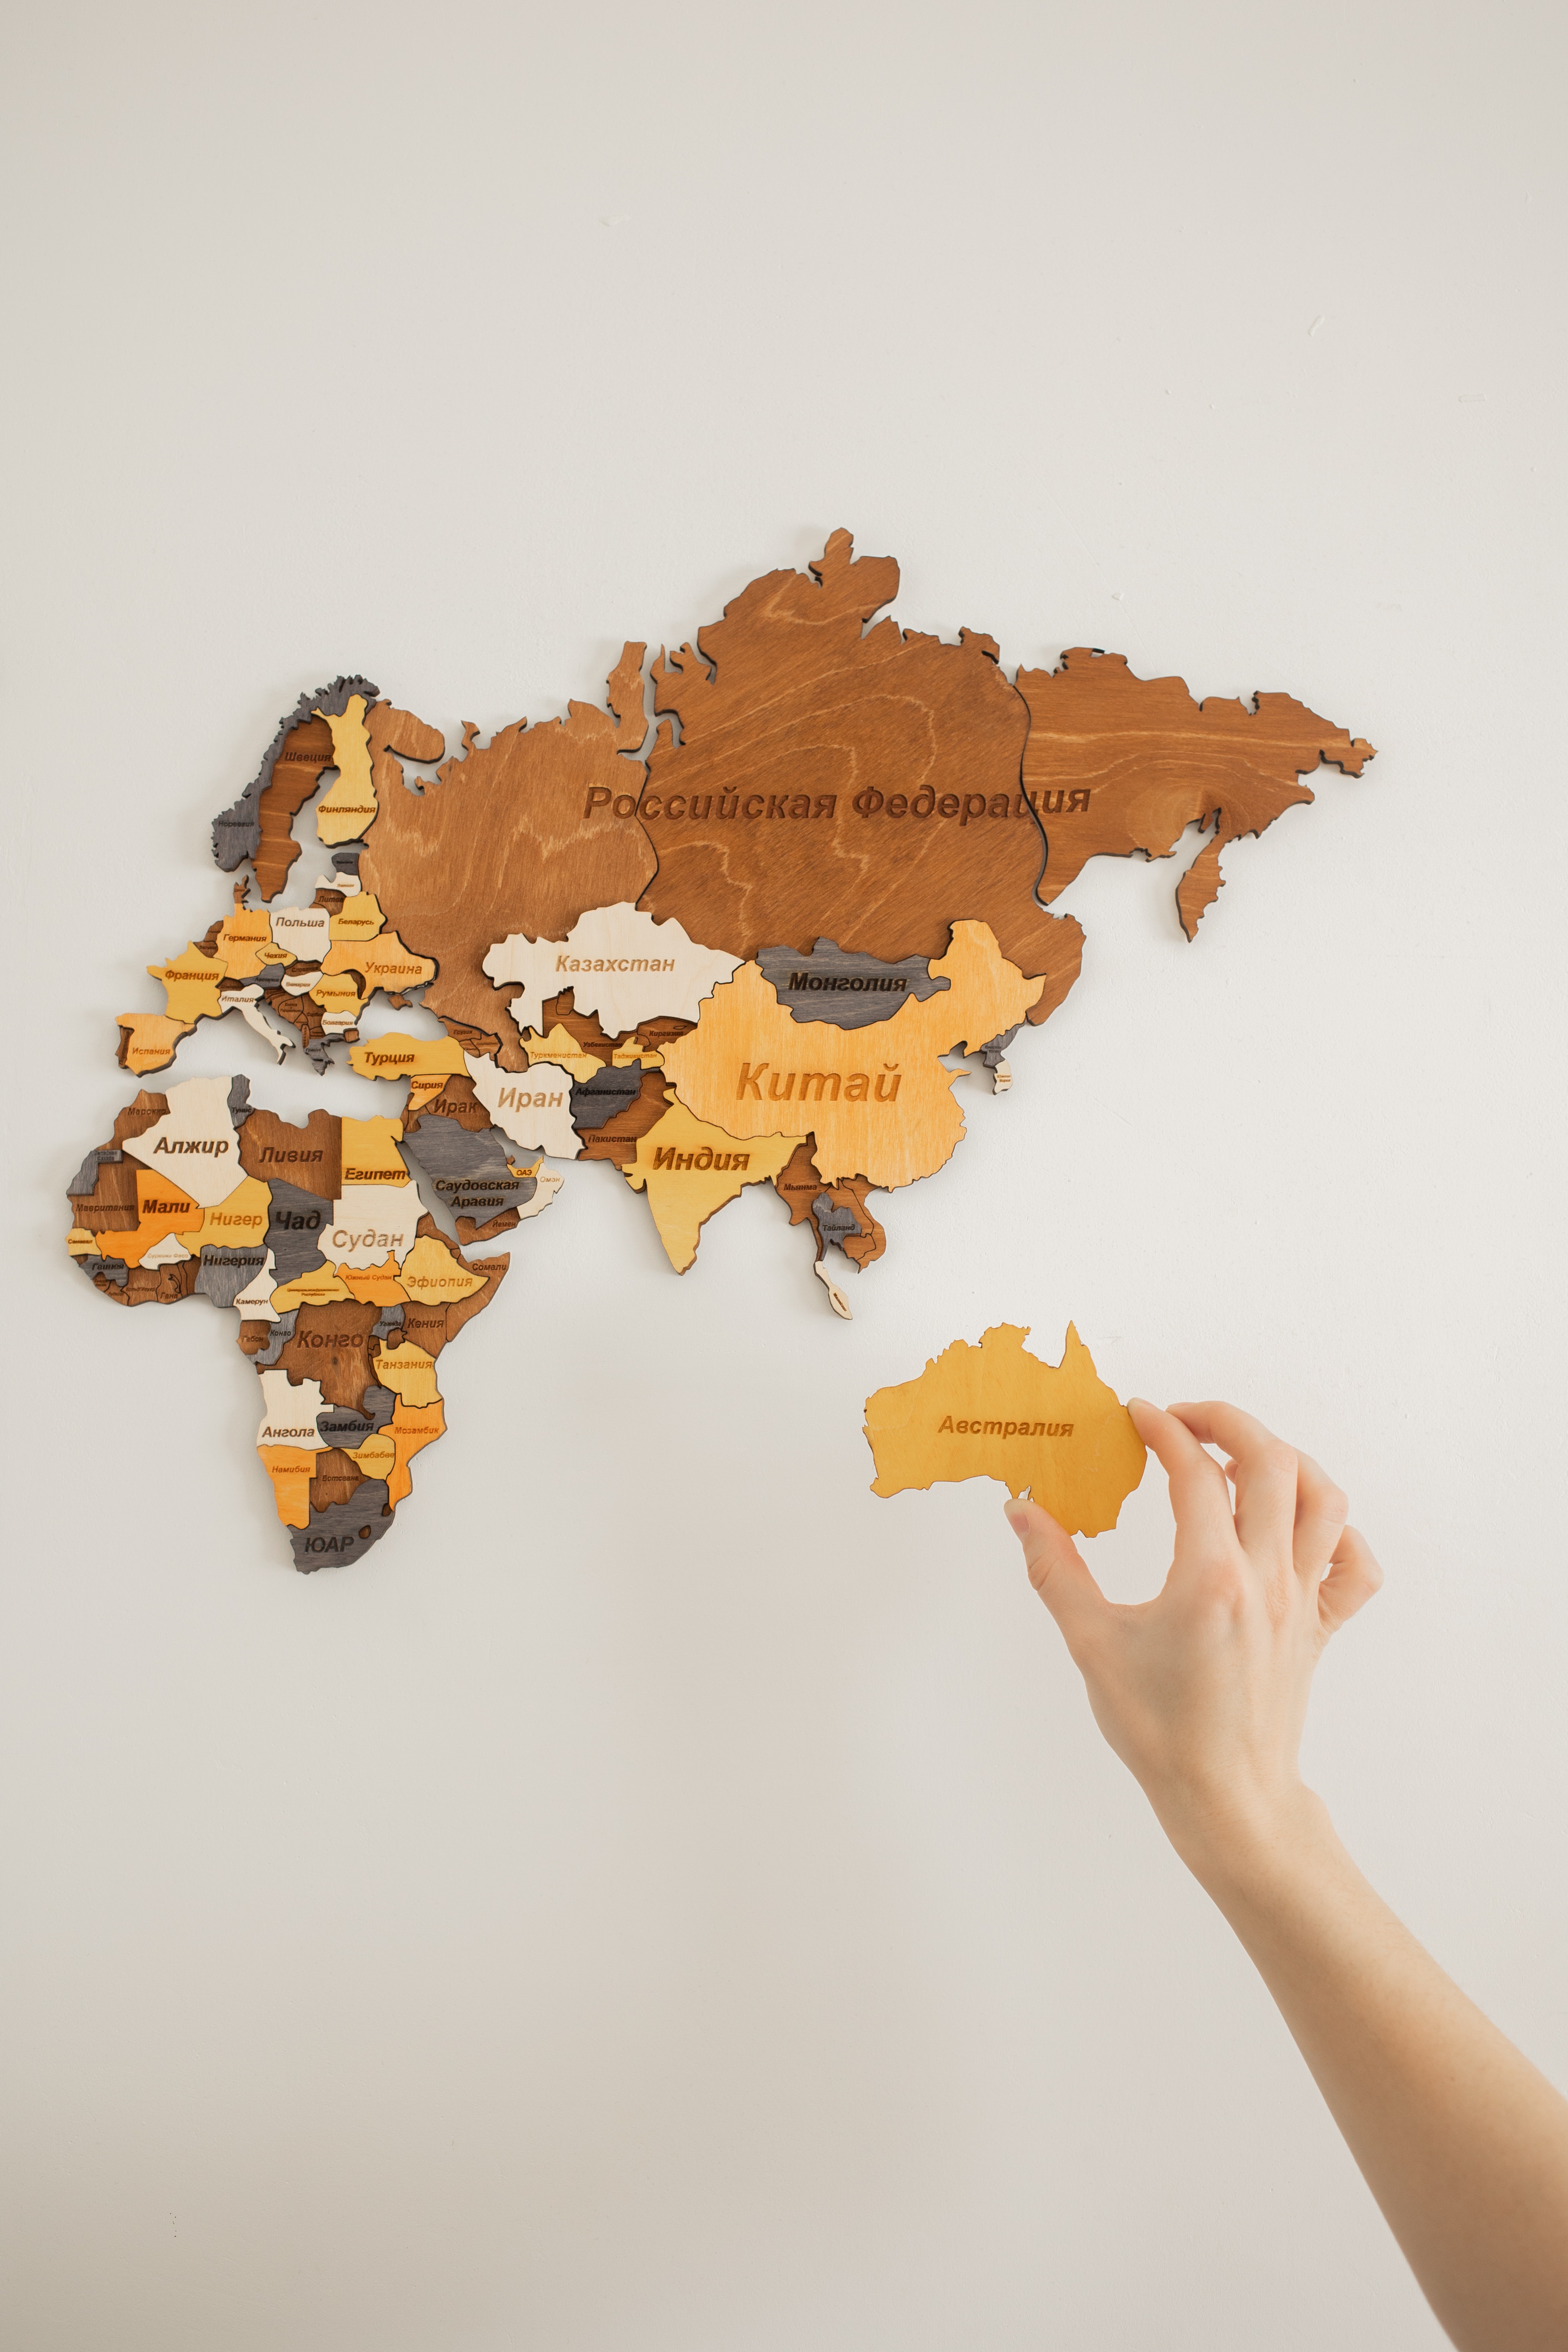 Российская Федерация
Швеция
Финляндия
Норвегия
Литва
Польша
Беларусь
Германия
Чехия
Украина
Франция
Румыния
Италия
Болгария
Испания
Казахстан
Монголия
Туркменистан
Таджикистан
Турция
Китай
Сирия
Ирак
Иран
Афганистан
Пакистан
Индия
Марокко
Тунис
Алжир
Ливия
Египет
Саудовская
Аравия
ОАЭ
Оман
Йемен
Мьянма
Тайланд
Мавритания
Мали
Нигер
Чад
Судан
Сенегал
Гвинея
Гана
Нигерия
Южный Судан
Эфиопия
Сомали
Камерун
Габон
Конго
Конго
Уганда
Кения
Танзания
Ангола
Замбия
Мозамбик
Намибия
Зимбабве
Ботсвана
ЮАР
Австралия